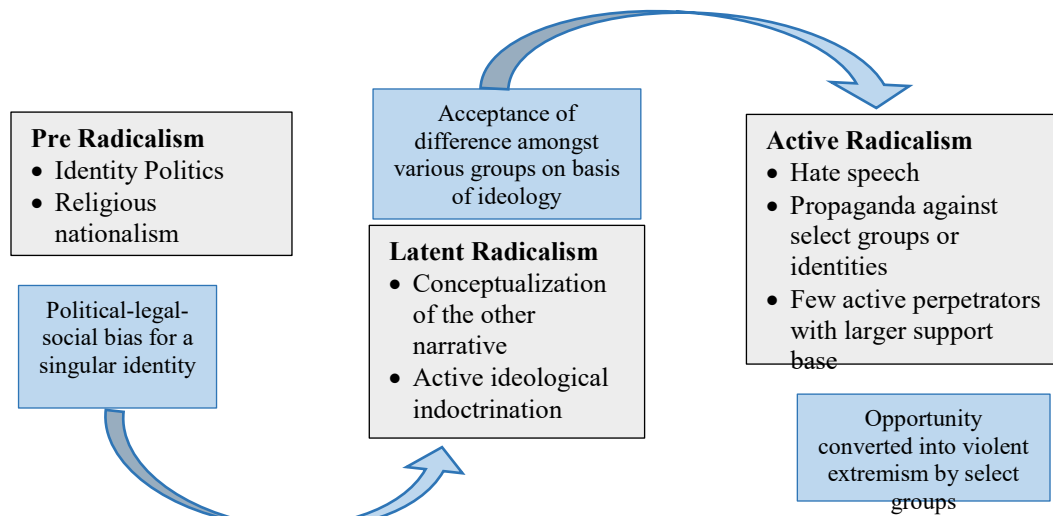 Pre Radicalism
• Identity Politics
• Religious
nationalism
Political-legal-
social bias for a
singular identity
Acceptance of
difference amongst
various groups on basis
of ideology
Latent Radicalism
• Conceptualization
of the other
narrative
• Active ideological
indoctrination
Active Radicalism
• Hate speech
• Propaganda against
select groups or
identities
• Few active perpetrators
with larger support
base
Opportunity
converted into violent
extremism by select
groups